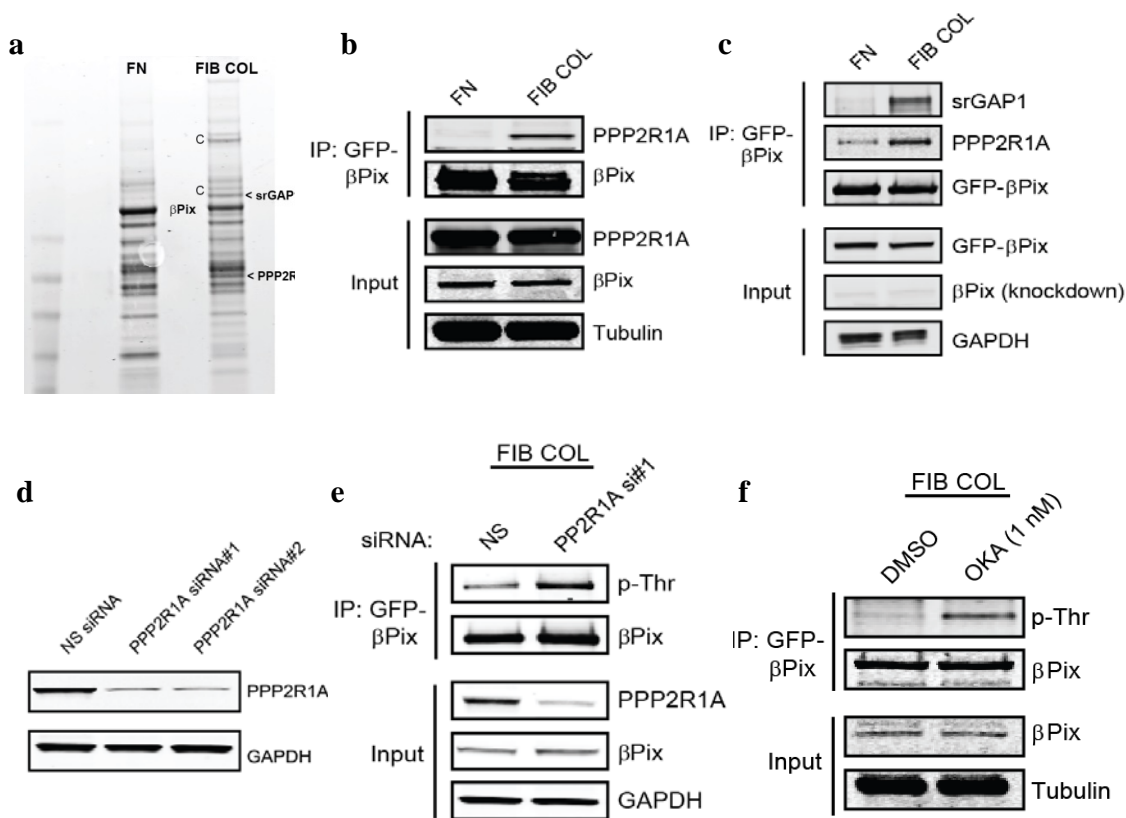 a
FN
FIB COL
C
C
< srGAP
βPix
< PPP2R
b
FN
FIB COL
IP: GFP-
βPix
PPP2R1A
βPix
Input
PPP2R1A
βPix
Tubulin
c
FN
FIB COL
IP: GFP-
βPix
srGAP1
PPP2R1A
GFP-βPix
Input
GFP-βPix
βPix (knockdown)
GAPDH
d
NS siRNA
PPP2R1A siRNA#1
PPP2R1A siRNA#2
PPP2R1A
GAPDH
e
FIB COL
siRNA:
NS
PP2R1A si#1
IP: GFP-
βPix
p-Thr
βPix
Input
PPP2R1A
βPix
GAPDH
f
FIB COL
DMSO
OKA (1 nM)
IP: GFP-
βPix
p-Thr
βPix
Input
βPix
Tubulin